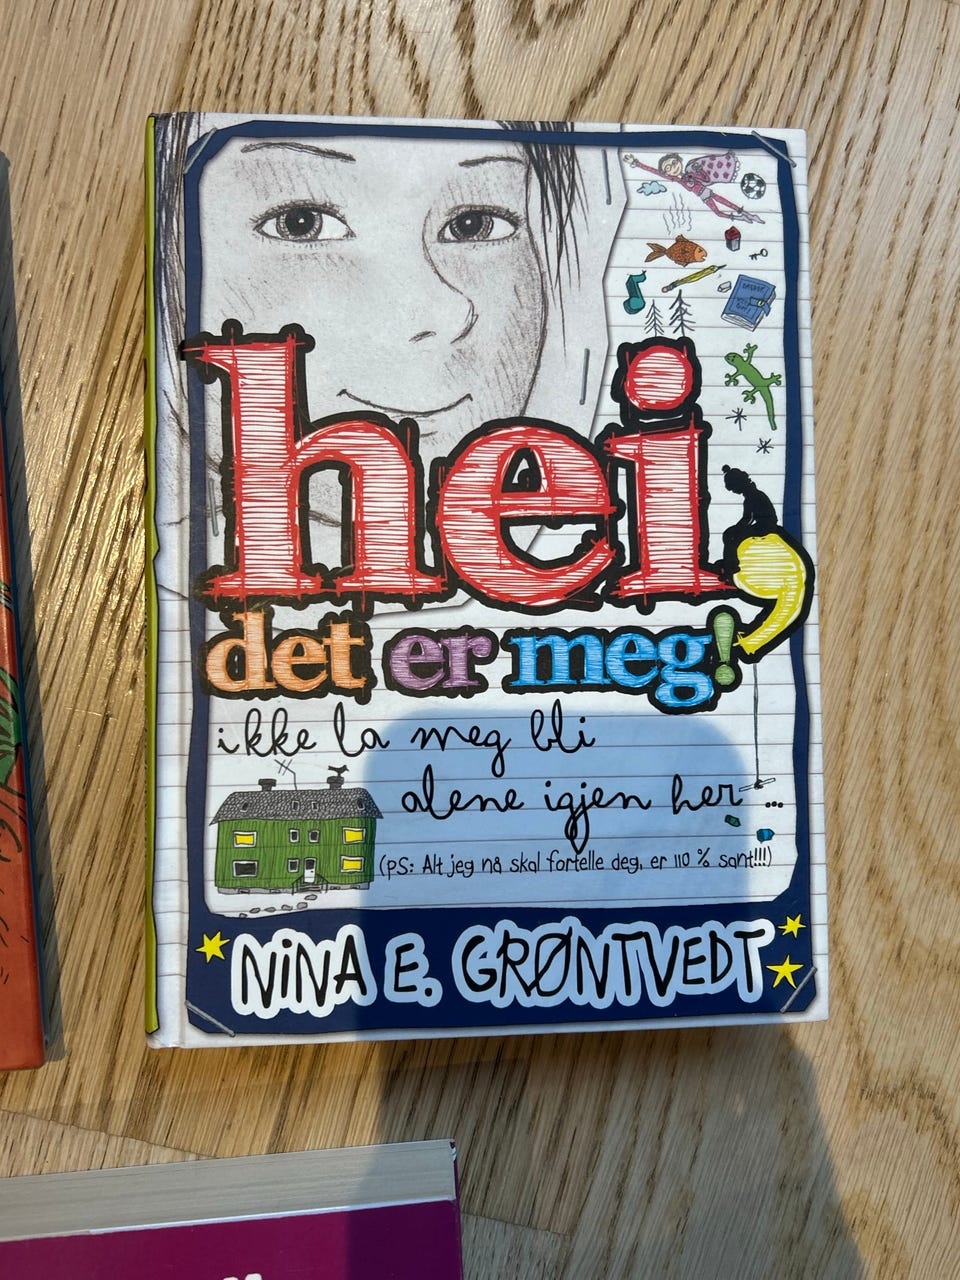 hei,
det er meg!
ikke la meg bli
alene igjen her...
(PS: Alt jeg nå skal fortelle deg, er 110 % sant!!!)
NINA E. GRØNTVEDT